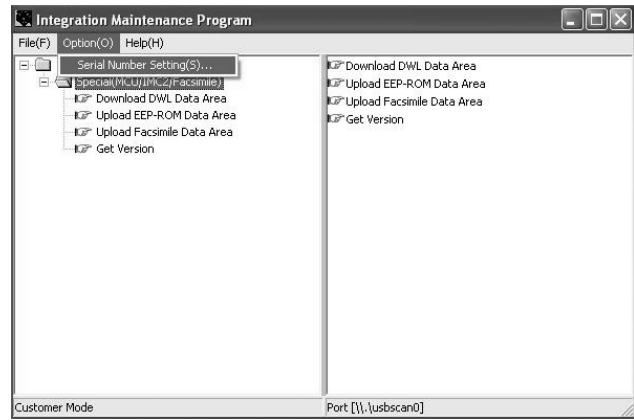 Integration Maintenance Program
File(F) Option(O) Help(H)
Serial Number Setting(S)...
Special(MCU/IMC2/Facsimile)
Download DWL Data Area
Upload EEP-ROM Data Area
Upload Facsimile Data Area
Get Version
Download DWL Data Area
Upload EEP-ROM Data Area
Upload Facsimile Data Area
Get Version
Customer Mode
Port [\\.\usbscan0]